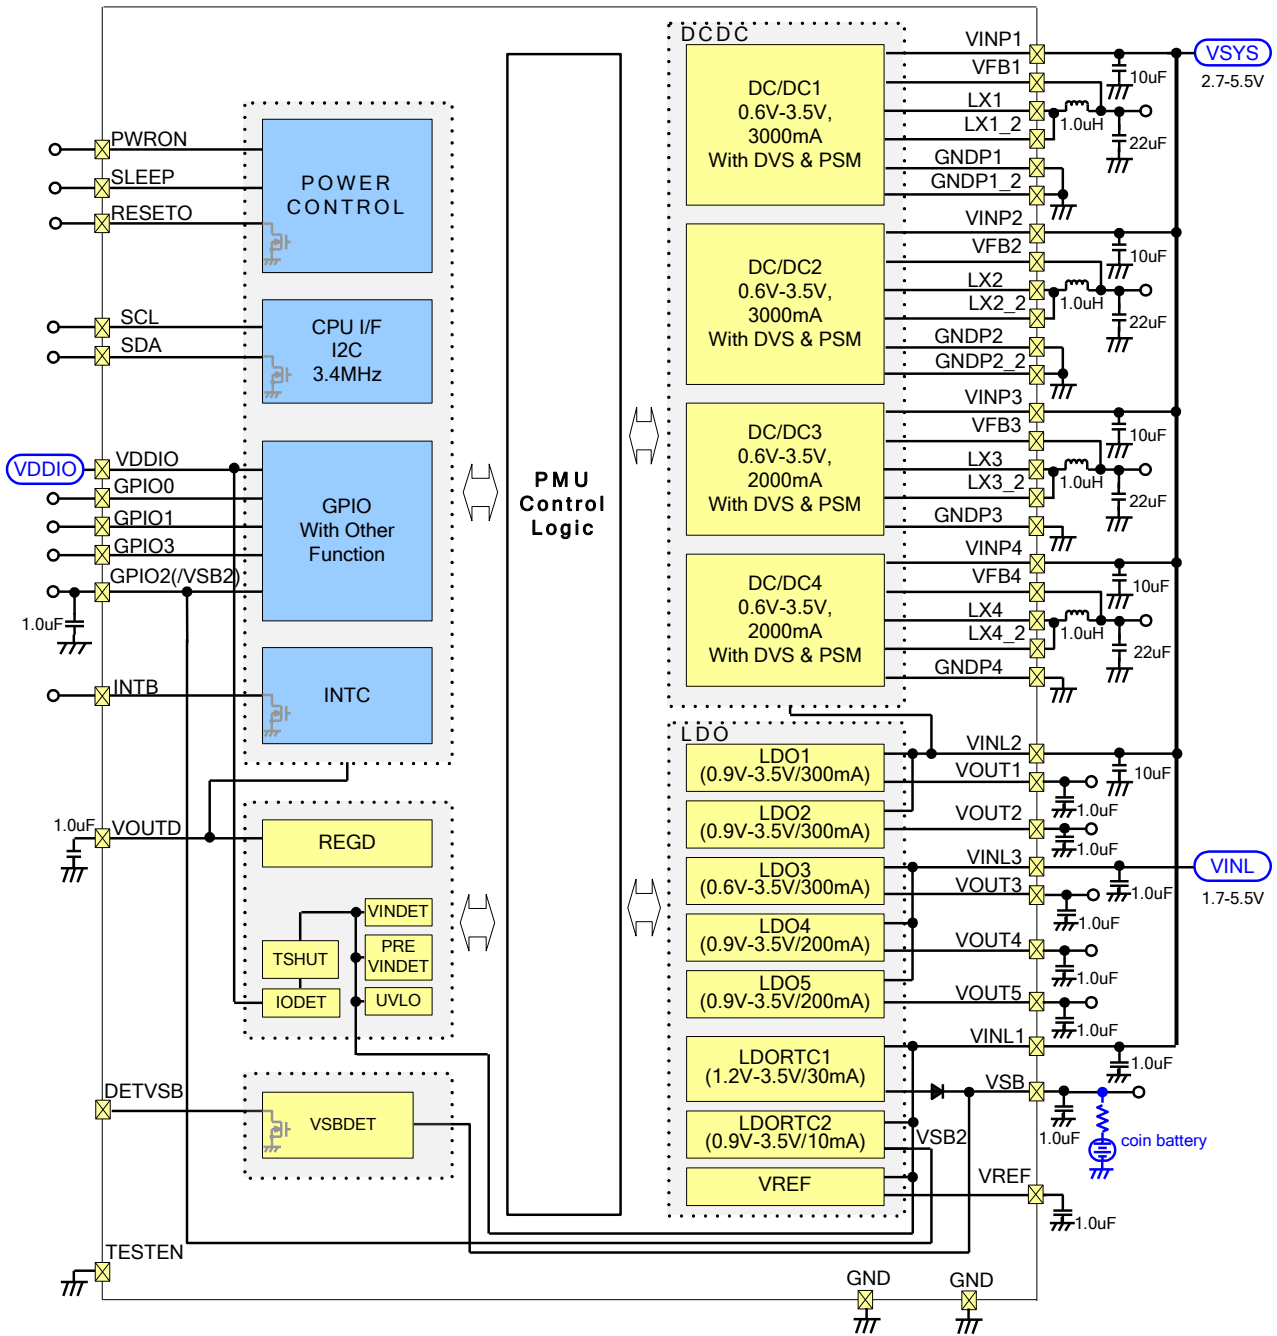 PWRON
SLEEP
RESETO
POWER
CONTROL
SCL
SDA
CPU I/F
I2C
3.4MHz
VDDIO
VDDIO
GPIO0
GPIO1
GPIO3
GPIO2(/VSB2)
1.0uF
GPIO
With Other
Function
INTB
INTC
1.0uF
VOUTD
REGD
VINDET
PRE
VINDET
TSHUT
IODET
UVLO
DETVSB
VSBDET
TESTEN
PMU
Control
Logic
DCDC
DC/DC1
0.6V-3.5V,
3000mA
With DVS & PSM
VINP1
VFB1
LX1
LX1_2
GNDP1
GNDP1_2
10uF
1.0uH
22uF
VSYS
2.7-5.5V
DC/DC2
0.6V-3.5V,
3000mA
With DVS & PSM
VINP2
VFB2
LX2
LX2_2
GNDP2
GNDP2_2
10uF
1.0uH
22uF
DC/DC3
0.6V-3.5V,
2000mA
With DVS & PSM
VINP3
VFB3
LX3
LX3_2
GNDP3
10uF
1.0uH
22uF
DC/DC4
0.6V-3.5V,
2000mA
With DVS & PSM
VINP4
VFB4
LX4
LX4_2
GNDP4
10uF
1.0uH
22uF
LDO
LDO1
(0.9V-3.5V/300mA)
VINL2
VOUT1
10uF
1.0uF
LDO2
(0.9V-3.5V/300mA)
VOUT2
1.0uF
LDO3
(0.6V-3.5V/300mA)
VINL3
VOUT3
1.0uF
1.0uF
VINL
1.7-5.5V
LDO4
(0.9V-3.5V/200mA)
VOUT4
1.0uF
LDO5
(0.9V-3.5V/200mA)
VOUT5
1.0uF
LDORTC1
(1.2V-3.5V/30mA)
VINL1
VSB
1.0uF
1.0uF
coin battery
LDORTC2
(0.9V-3.5V/10mA)
VSB2
VREF
VREF
1.0uF
GND
GND